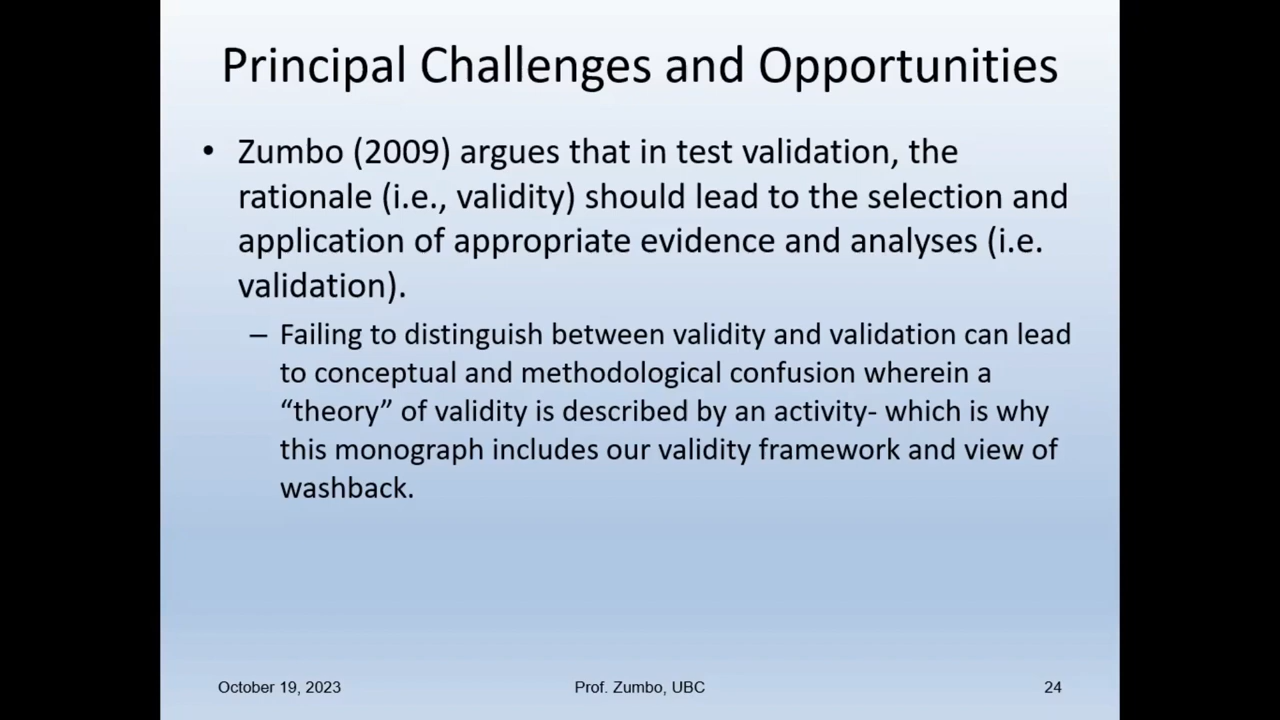 Principal Challenges and Opportunities
• Zumbo (2009) argues that in test validation, the
rationale (i.e., validity) should lead to the selection and
application of appropriate evidence and analyses (i.e.
validation).
– Failing to distinguish between validity and validation can lead
to conceptual and methodological confusion wherein a
“theory” of validity is described by an activity- which is why
this monograph includes our validity framework and view of
washback.
October 19, 2023
Prof. Zumbo, UBC
24